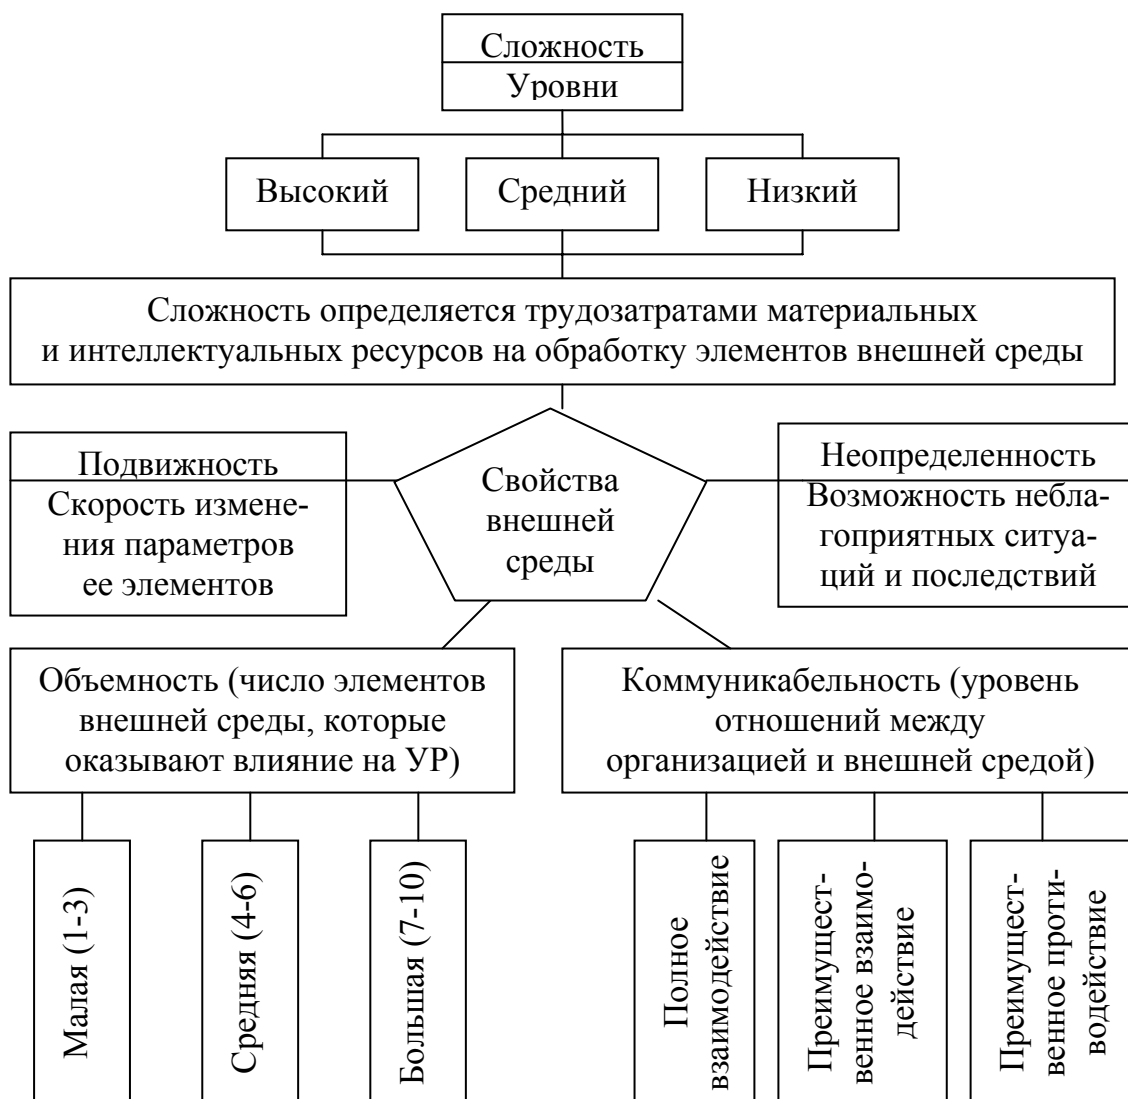 Сложность
Уровни
Высокий
Средний
Низкий
Сложность определяется трудозатратами материальных
и интеллектуальных ресурсов на обработку элементов внешней среды
Подвижность
Скорость измене-
ния параметров
ее элементов
Свойства
внешней
среды
Неопределенность
Возможность небла-
гоприятных ситуа-
ций и последствий
Объемность (число элементов
внешней среды, которые
оказывают влияние на УР)
Коммуникабельность (уровень
отношений между
организацией и внешней средой)
Малая (1-3)
Средняя (4-6)
Большая (7-10)
Полное
взаимодействие
Преимущест-
венное взаимо-
действие
Преимущест-
венное проти-
водействие